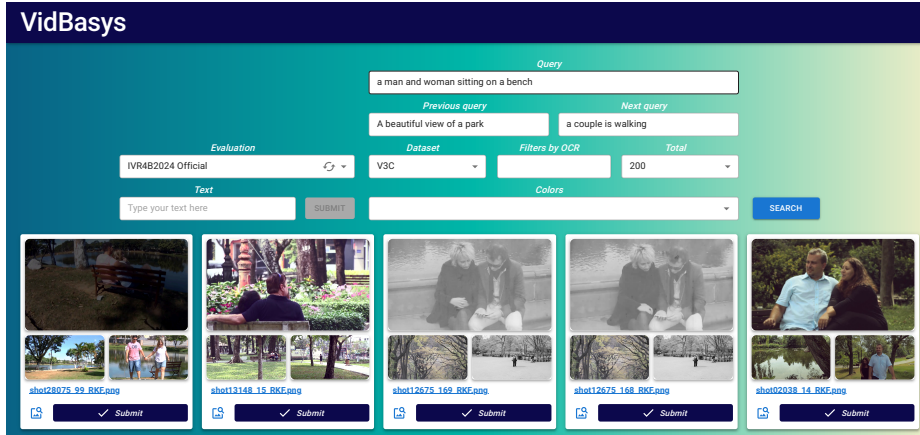 VidBasys
Query
a man and woman sitting on a bench
Previous query Next query
A beautiful view of a park a couple is walking
Evaluation Dataset Filters by OCR Total
IVR4B2024 Official V3C 200
Text Colors
Type your text here SUBMIT SEARCH
shot28075_99_RKF.png shot13148_15_RKF.png shot12675_169_RKF.png shot12675_168_RKF.png shot02038_14_RKF.png
Submit Submit Submit Submit Submit